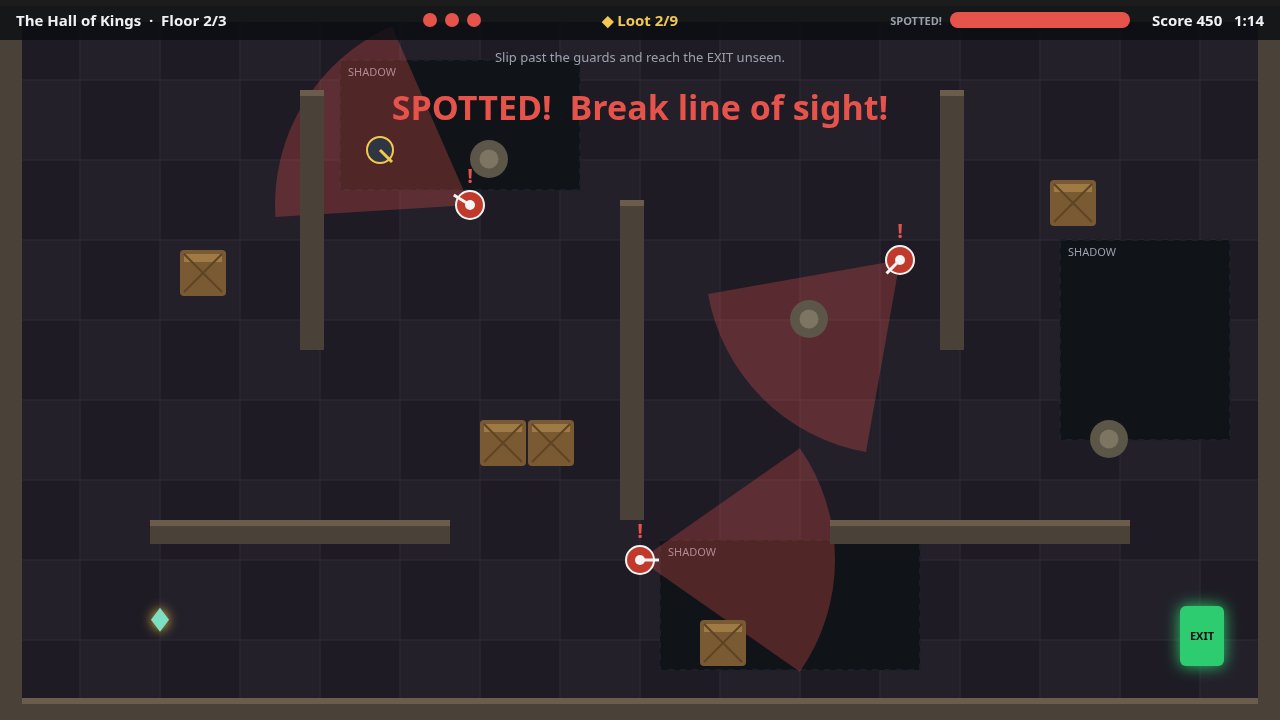 The Hall of Kings · Floor 2/3
◆ Loot 2/9
SPOTTED!
Score 450 1:14
Slip past the guards and reach the EXIT unseen.
SHADOW
SPOTTED! Break line of sight!
!
!
SHADOW
!
SHADOW
EXIT